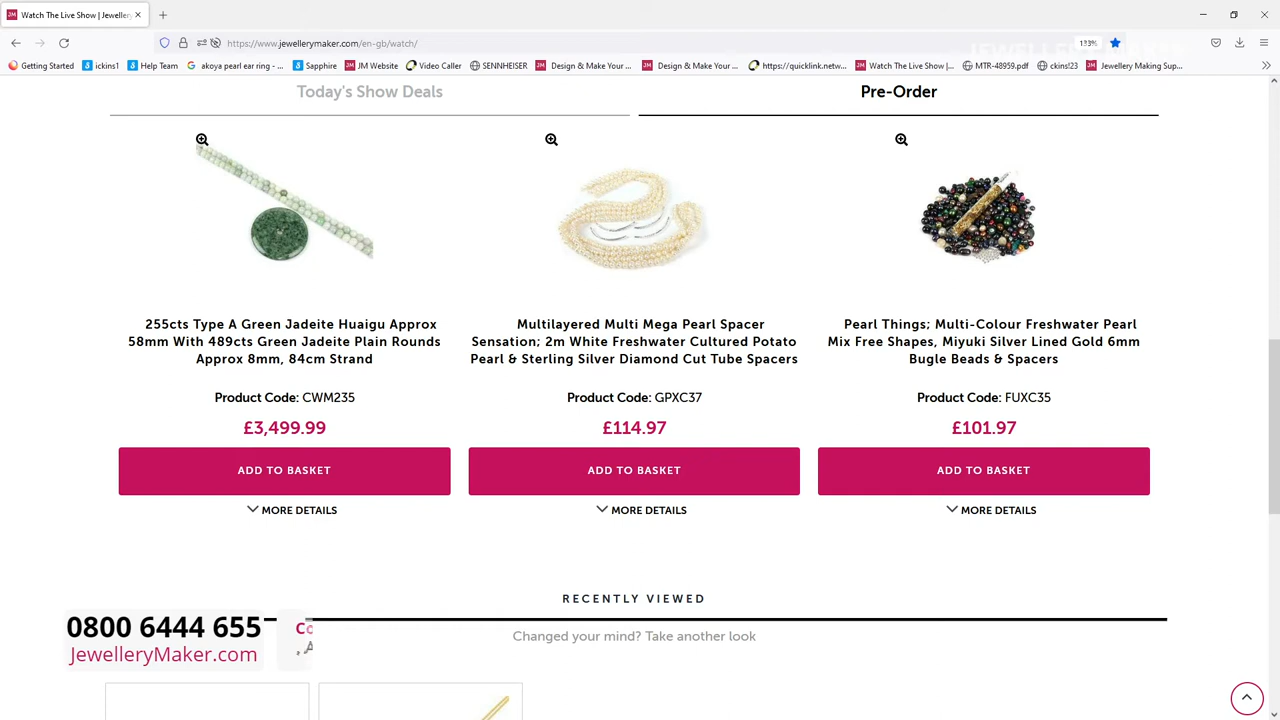 Watch The Live Show | Jeweller
https://www.jewellerymaker.com/en-gb/watch/
133%
Getting Started
ickins1
Help Team
akoya pearl ear ring - ...
Sapphire
JM Website
Video Caller
SENNHEISER
Design & Make Your ...
Design & Make Your ...
https://quicklink.netw...
Watch The Live Show |...
MTR-48959.pdf
ckins!23
Jewellery Making Sup...
Today's Show Deals
Pre-Order
255cts Type A Green Jadeite Huaigu Approx
58mm With 489cts Green Jadeite Plain Rounds
Approx 8mm, 84cm Strand
Product Code: CWM235
£3,499.99
ADD TO BASKET
MORE DETAILS
Multilayered Multi Mega Pearl Spacer
Sensation; 2m White Freshwater Cultured Potato
Pearl & Sterling Silver Diamond Cut Tube Spacers
Product Code: GPXC37
£114.97
ADD TO BASKET
MORE DETAILS
Pearl Things; Multi-Colour Freshwater Pearl
Mix Free Shapes, Miyuki Silver Lined Gold 6mm
Bugle Beads & Spacers
Product Code: FUXC35
£101.97
ADD TO BASKET
MORE DETAILS
RECENTLY VIEWED
Changed your mind? Take another look
0800 6444 655
JewelleryMaker.com